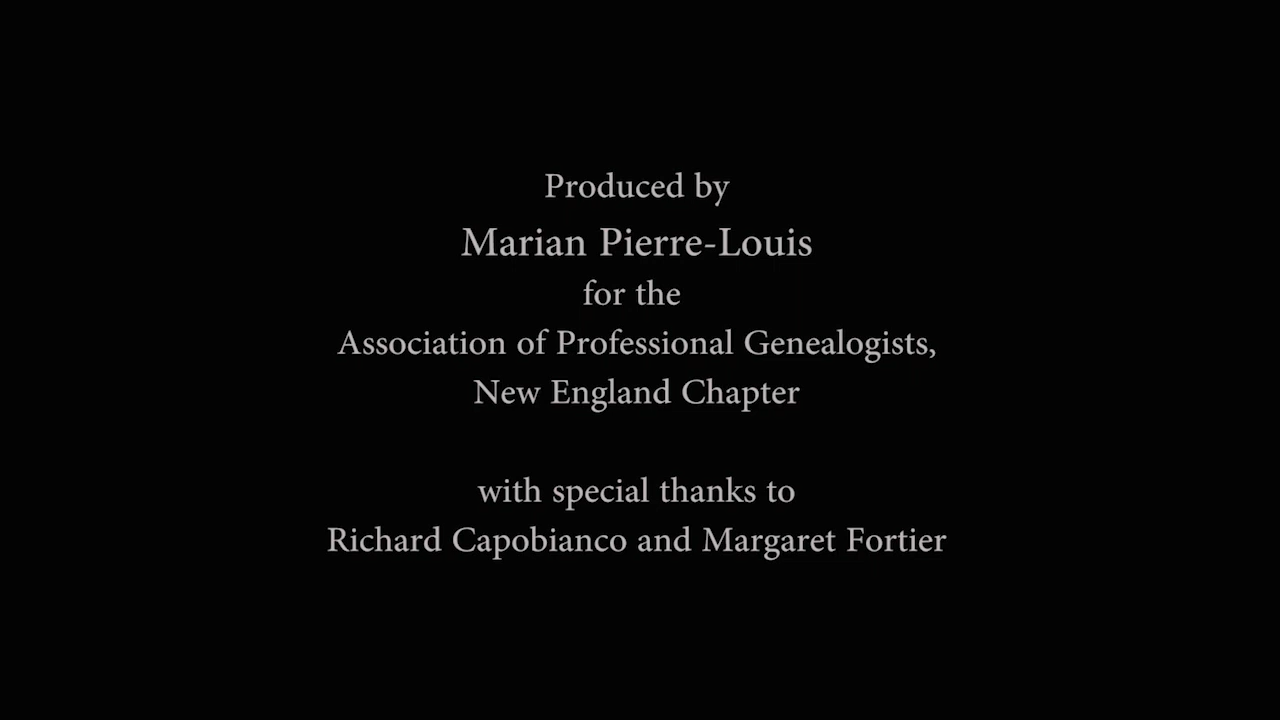 Produced by
Marian Pierre-Louis
for the
Association of Professional Genealogists,
New England Chapter
with special thanks to
Richard Capobianco and Margaret Fortier